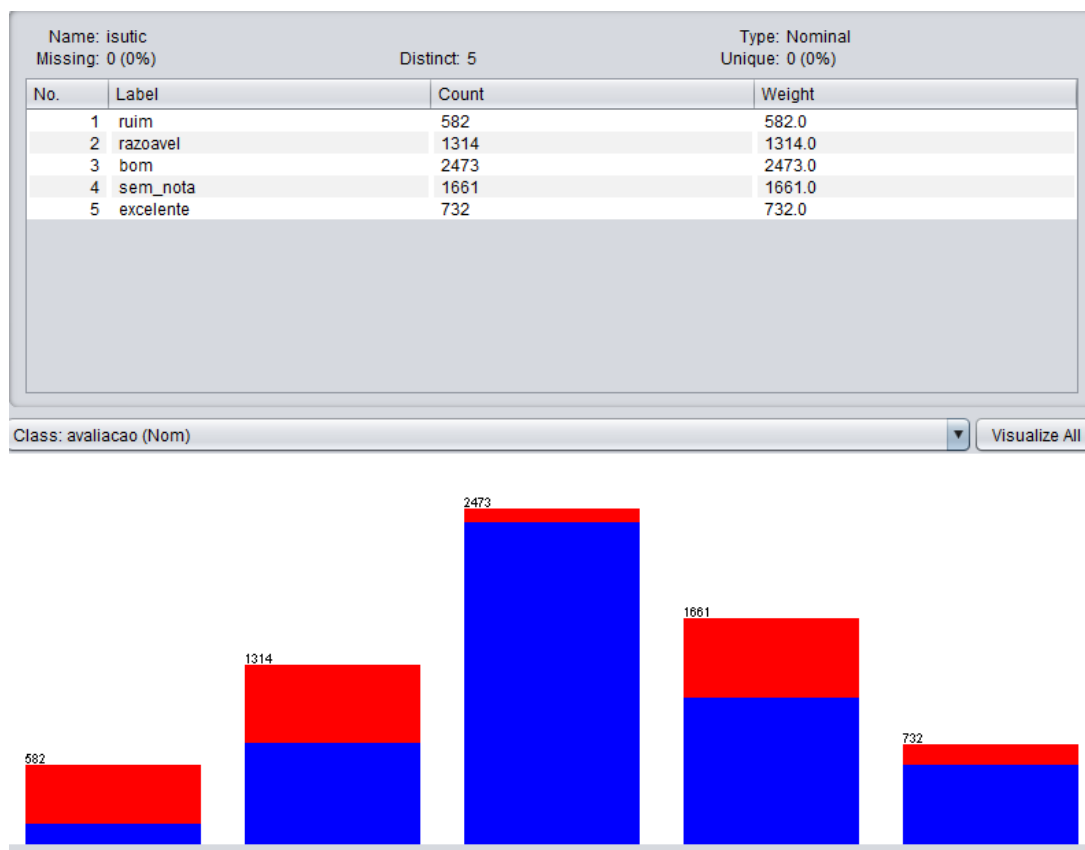 Name: isutic Type: Nominal
Missing: 0 (0%) Distinct: 5 Unique: 0 (0%)
No. Label Count Weight
1 ruim 582 582.0
2 razoavel 1314 1314.0
3 bom 2473 2473.0
4 sem_nota 1661 1661.0
5 excelente 732 732.0
Class: avaliacao (Nom) Visualize All
2473
1661
1314
732
582